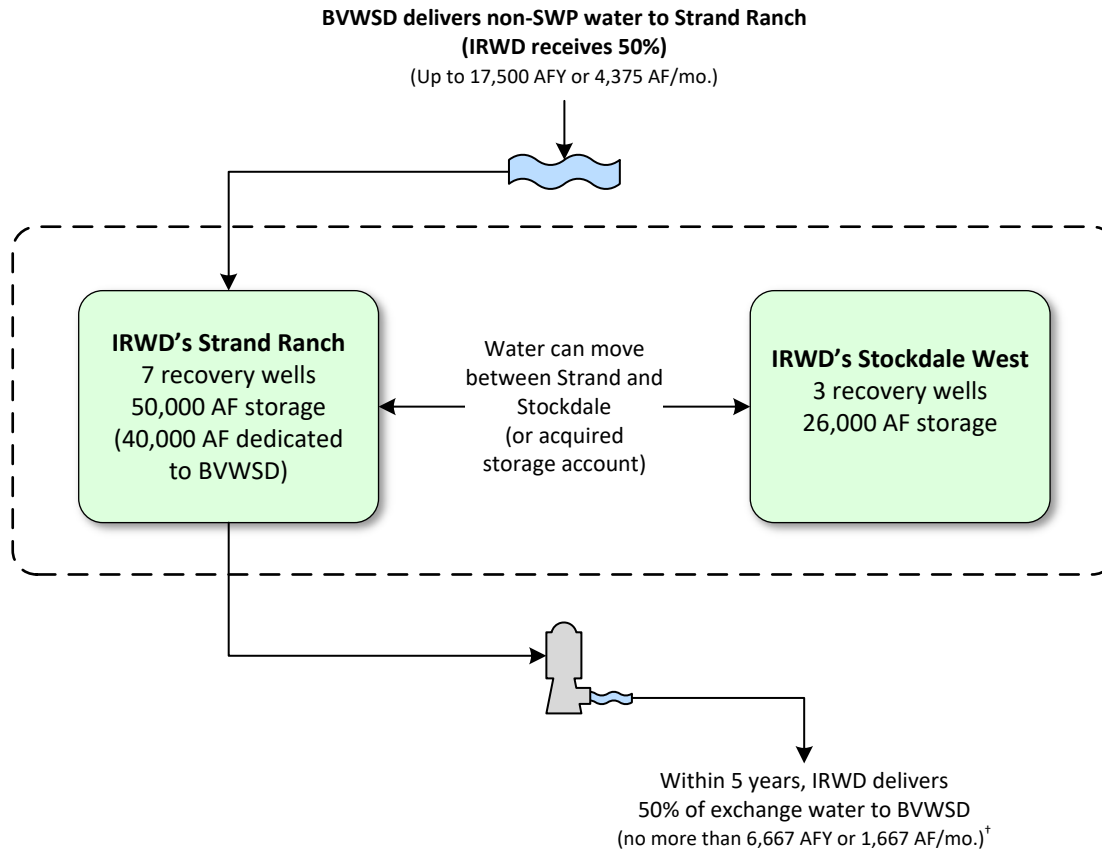 BVWSD delivers non-SWP water to Strand Ranch
(IRWD receives 50%)
(Up to 17,500 AFY or 4,375 AF/mo.)
IRWD’s Strand Ranch
7 recovery wells
50,000 AF storage
(40,000 AF dedicated
to BVWSD)
Water can move
between Strand and
Stockdale
(or acquired
storage account)
IRWD’s Stockdale West
3 recovery wells
26,000 AF storage
Within 5 years, IRWD delivers
50% of exchange water to BVWSD
(no more than 6,667 AFY or 1,667 AF/mo.)†